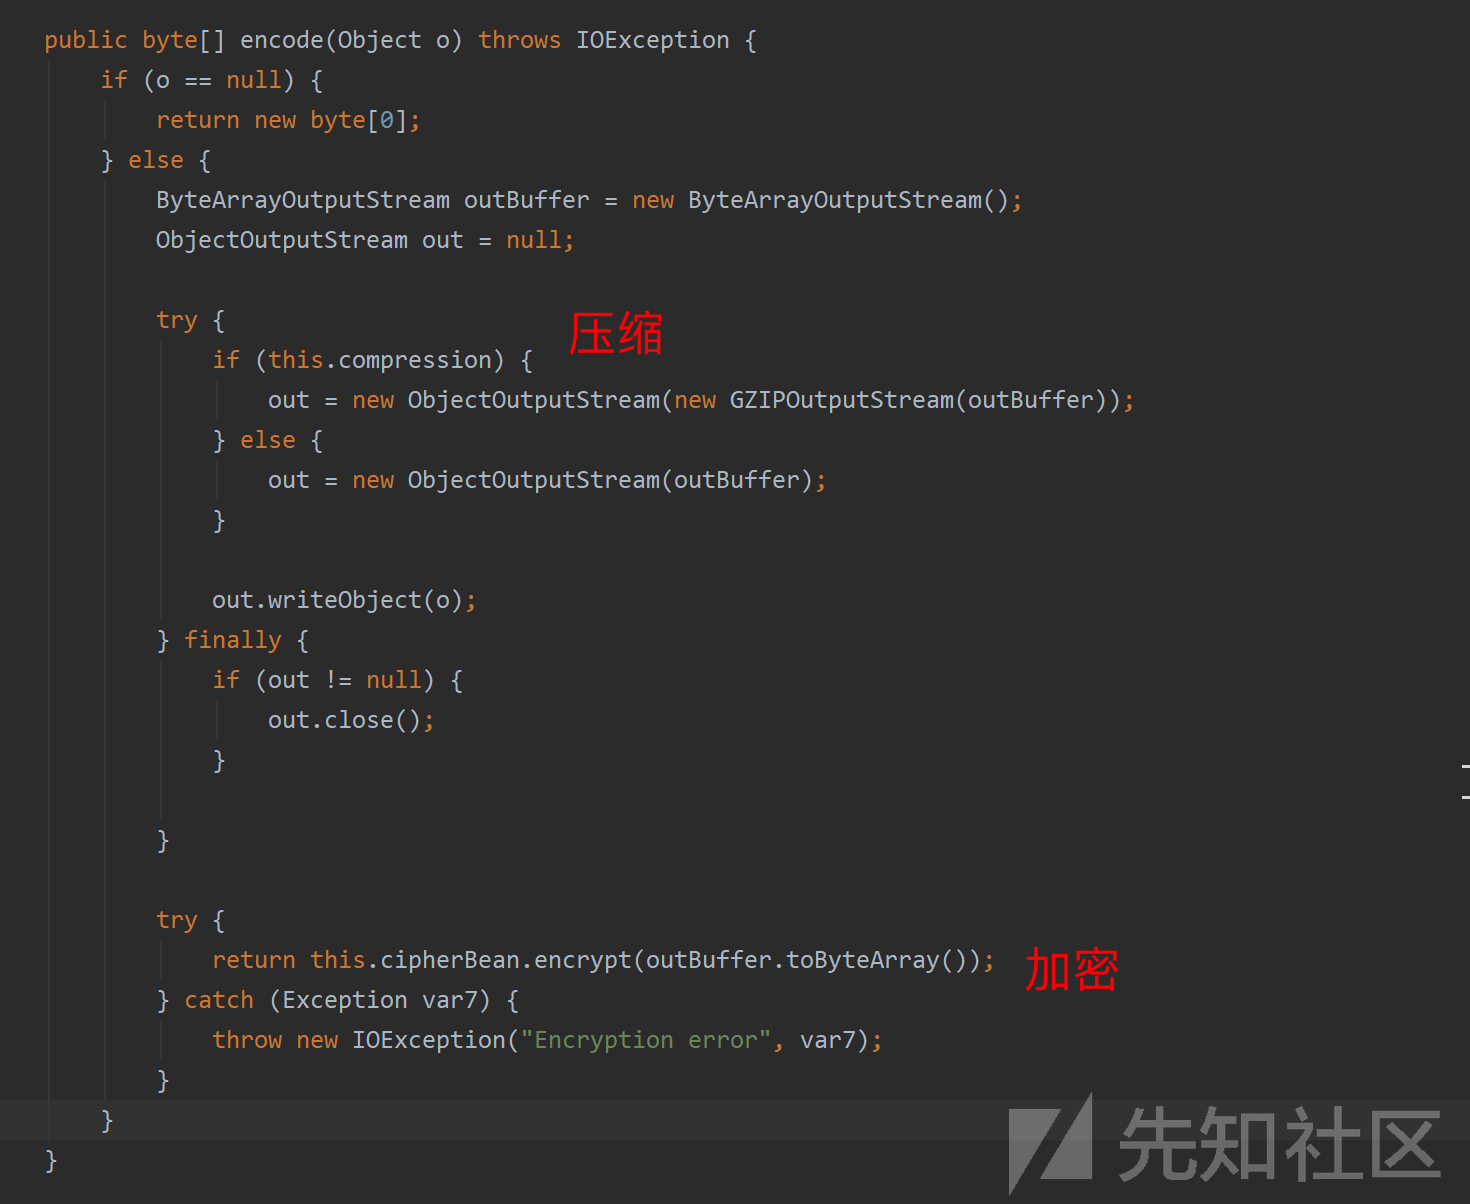 public byte[] encode(Object o) throws IOException {
if (o == null) {
return new byte[0];
} else {
ByteArrayOutputStream outBuffer = new ByteArrayOutputStream();
ObjectOutputStream out = null;
try {
压缩
if (this.compression) {
out = new ObjectOutputStream(new GZIPOutputStream(outBuffer));
} else {
out = new ObjectOutputStream(outBuffer);
}
out.writeObject(o);
} finally {
if (out != null) {
out.close();
}
}
try {
return this.cipherBean.encrypt(outBuffer.toByteArray()); 加密
} catch (Exception var7) {
throw new IOException("Encryption error", var7);
}
}
}
先知社区